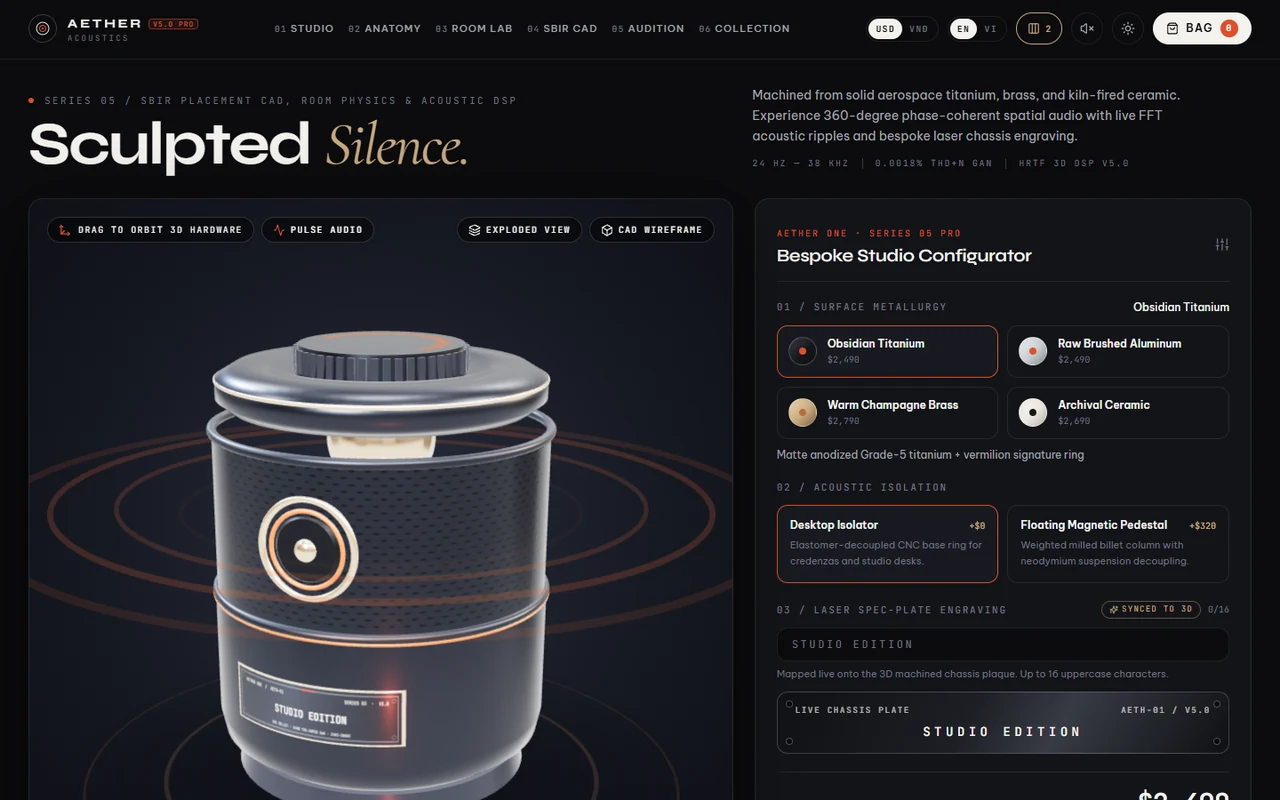 AETHER V5.0 PRO
ACOUSTICS
01 STUDIO 02 ANATOMY 03 ROOM LAB 04 SBIR CAD 05 AUDITION 06 COLLECTION
USD VND EN VI 2 BAG 0
SERIES 05 / SBIR PLACEMENT CAD, ROOM PHYSICS & ACOUSTIC DSP
Sculpted Silence.
Machined from solid aerospace titanium, brass, and kiln-fired ceramic.
Experience 360-degree phase-coherent spatial audio with live FFT
acoustic ripples and bespoke laser chassis engraving.
24 HZ — 38 KHZ | 0.0018% THD+N GAN | HRTF 3D DSP V5.0
DRAG TO ORBIT 3D HARDWARE PULSE AUDIO EXPLODED VIEW CAD WIREFRAME
STUDIO EDITION
AETHER ONE · SERIES 05 PRO
Bespoke Studio Configurator
01 / SURFACE METALLURGY Obsidian Titanium
Obsidian Titanium
$2,490
Raw Brushed Aluminum
$2,490
Warm Champagne Brass
$2,790
Archival Ceramic
$2,690
Matte anodized Grade-5 titanium + vermilion signature ring
02 / ACOUSTIC ISOLATION
Desktop Isolator +$0
Elastomer-decoupled CNC base ring for
credenzas and studio desks.
Floating Magnetic Pedestal +$320
Weighted milled billet column with
neodymium suspension decoupling.
03 / LASER SPEC-PLATE ENGRAVING SYNCED TO 3D 0/16
STUDIO EDITION
Mapped live onto the 3D machined chassis plaque. Up to 16 uppercase characters.
LIVE CHASSIS PLATE AETH-01 / V5.0
STUDIO EDITION